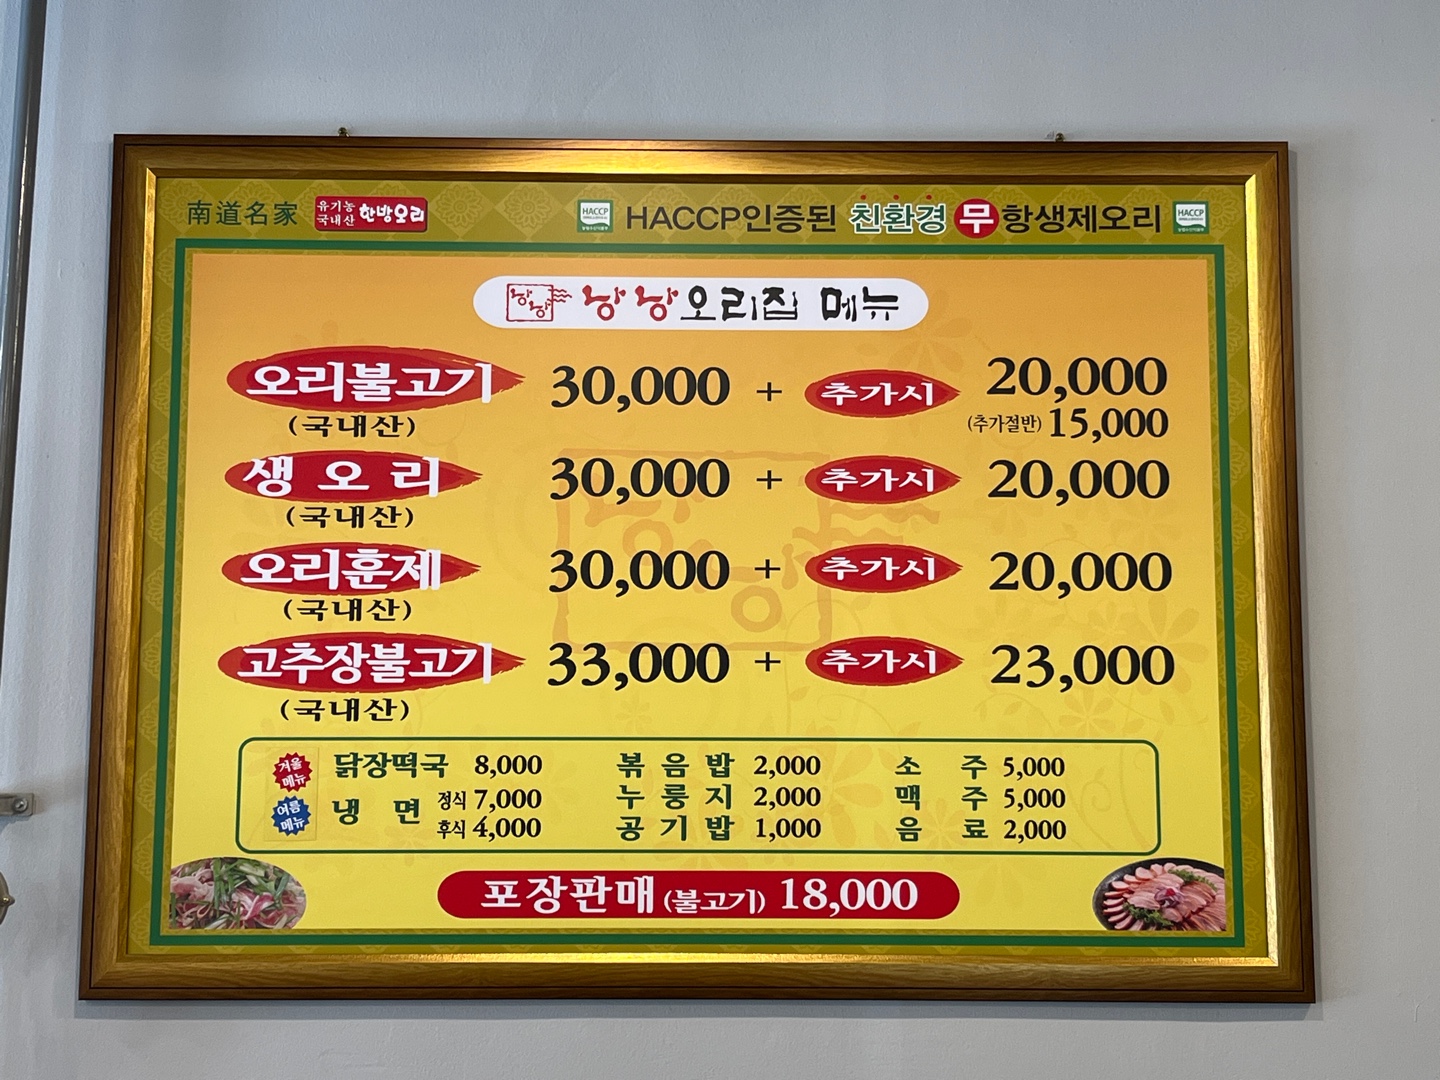 南道名家 유기농 국내산 한방오리 HACCP HACCP인증된 친환경 무항생제오리 HACCP
낭낭 낭낭오리집 메뉴
오리불고기 30,000 + 추가시 20,000
(국내산) (추가절반) 15,000
생오리 30,000 + 추가시 20,000
(국내산)
오리훈제 30,000 + 추가시 20,000
(국내산)
고추장불고기 33,000 + 추가시 23,000
(국내산)
겨울메뉴 닭장떡국 8,000 볶음밥 2,000 소주 5,000
여름메뉴 냉면 정식 7,000 누룽지 2,000 맥주 5,000
후식 4,000 공기밥 1,000 음료 2,000
포장판매 (불고기) 18,000